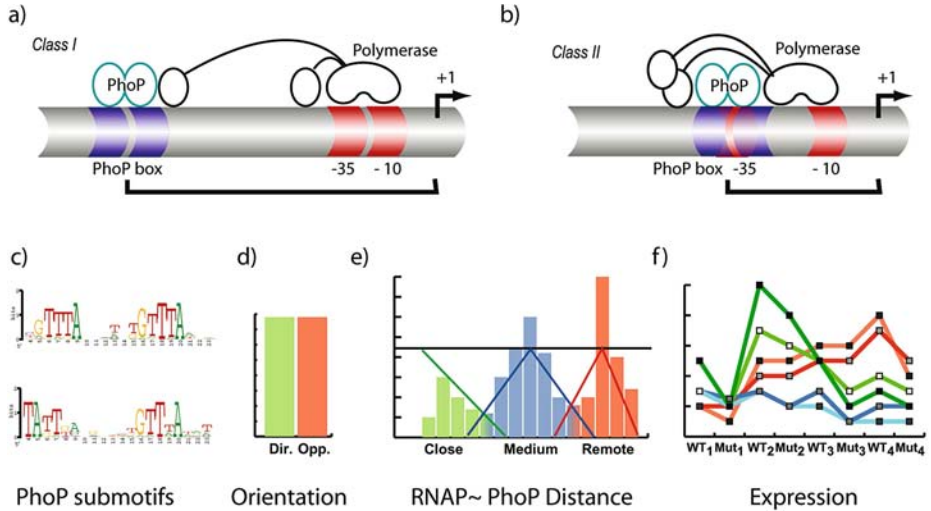 a)
Class I
Polymerase
PhoP
+1
PhoP box
-35
- 10
b)
Class II
Polymerase
PhoP
+1
PhoP box
-35
- 10
c)
d)
e)
f)
Dir. Opp.
Close
Medium
Remote
WT1 Mut1 WT2 Mut2 WT3 Mut3 WT4 Mut4
PhoP submotifs
Orientation
RNAP~ PhoP Distance
Expression